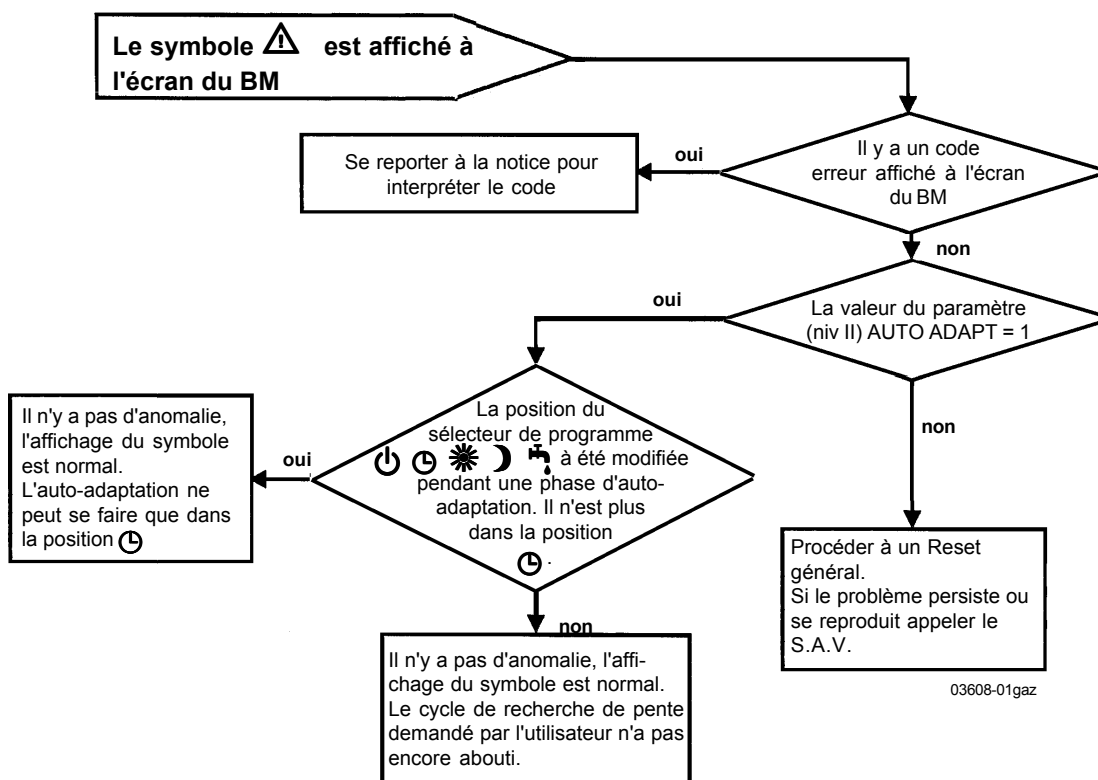 Le symbole ⚠ est affiché à
l'écran du BM
Il y a un code
erreur affiché à l'écran
du BM
oui
Se reporter à la notice pour
interpréter le code
non
La valeur du paramètre
(niv II) AUTO ADAPT = 1
oui
La position du
sélecteur de programme
à été modifiée
pendant une phase d'auto-
adaptation. Il n'est plus
dans la position
.
oui
Il n'y a pas d'anomalie,
l'affichage du symbole
est normal.
L'auto-adaptation ne
peut se faire que dans
la position
non
Il n'y a pas d'anomalie, l'affi-
chage du symbole est normal.
Le cycle de recherche de pente
demandé par l'utilisateur n'a pas
encore abouti.
non
Procéder à un Reset
général.
Si le problème persiste ou
se reproduit appeler le
S.A.V.
03608-01gaz